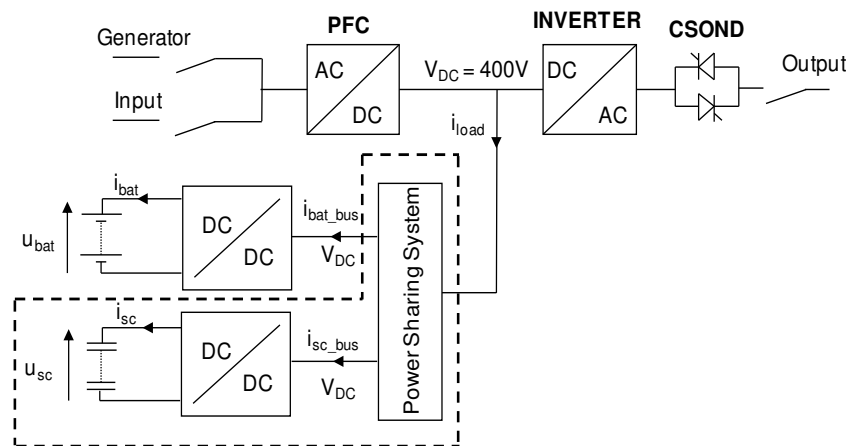 PFC
INVERTER
CSOND
Generator
AC
DC
V_DC = 400V
DC
AC
Output
Input
i_load
i_bat
DC
DC
i_bat_bus
V_DC
u_bat
Power Sharing System
i_sc
DC
DC
i_sc_bus
V_DC
u_sc